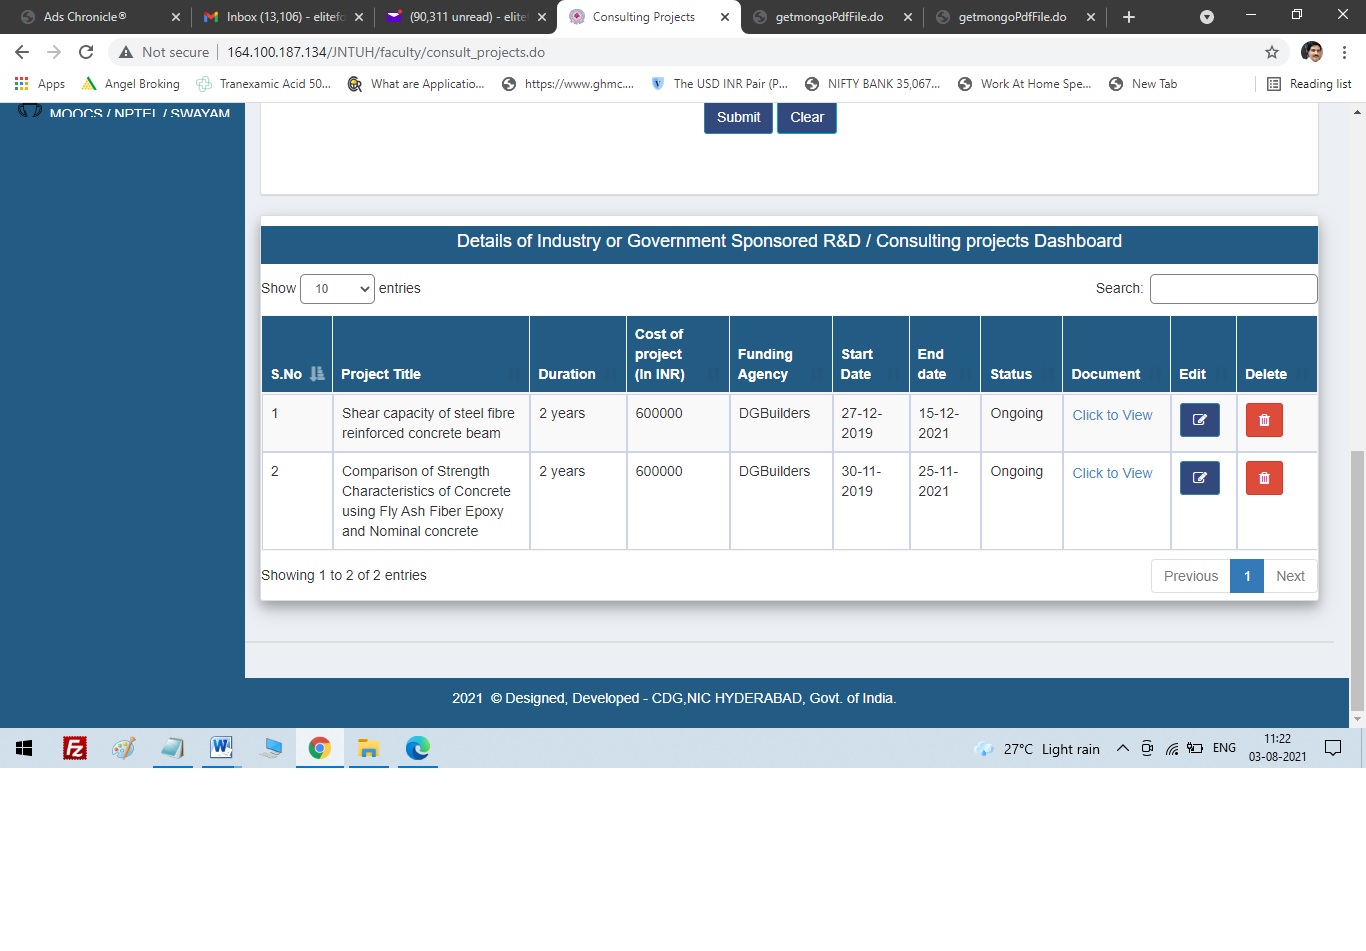 Ads Chronicle®
Inbox (13,106) - elitefo
(90,311 unread) - elite
Consulting Projects
getmongoPdfFile.do
getmongoPdfFile.do
Not secure
164.100.187.134/JNTUH/faculty/consult_projects.do
Apps
Angel Broking
Tranexamic Acid 50...
What are Applicatio...
https://www.ghmc....
The USD INR Pair (P...
NIFTY BANK 35,067...
Work At Home Spe...
New Tab
Reading list
MOOCS / NPTEL / SWAYAM
Submit
Clear
Details of Industry or Government Sponsored R&D / Consulting projects Dashboard
Show 10 entries
Search:
S.No
Project Title
Duration
Cost of
project
(In INR)
Funding
Agency
Start
Date
End
date
Status
Document
Edit
Delete
1
Shear capacity of steel fibre
reinforced concrete beam
2 years
600000
DGBuilders
27-12-
2019
15-12-
2021
Ongoing
Click to View
2
Comparison of Strength
Characteristics of Concrete
using Fly Ash Fiber Epoxy
and Nominal concrete
2 years
600000
DGBuilders
30-11-
2019
25-11-
2021
Ongoing
Click to View
Showing 1 to 2 of 2 entries
Previous
1
Next
2021 © Designed, Developed - CDG,NIC HYDERABAD, Govt. of India.
27°C Light rain
ENG
11:22
03-08-2021